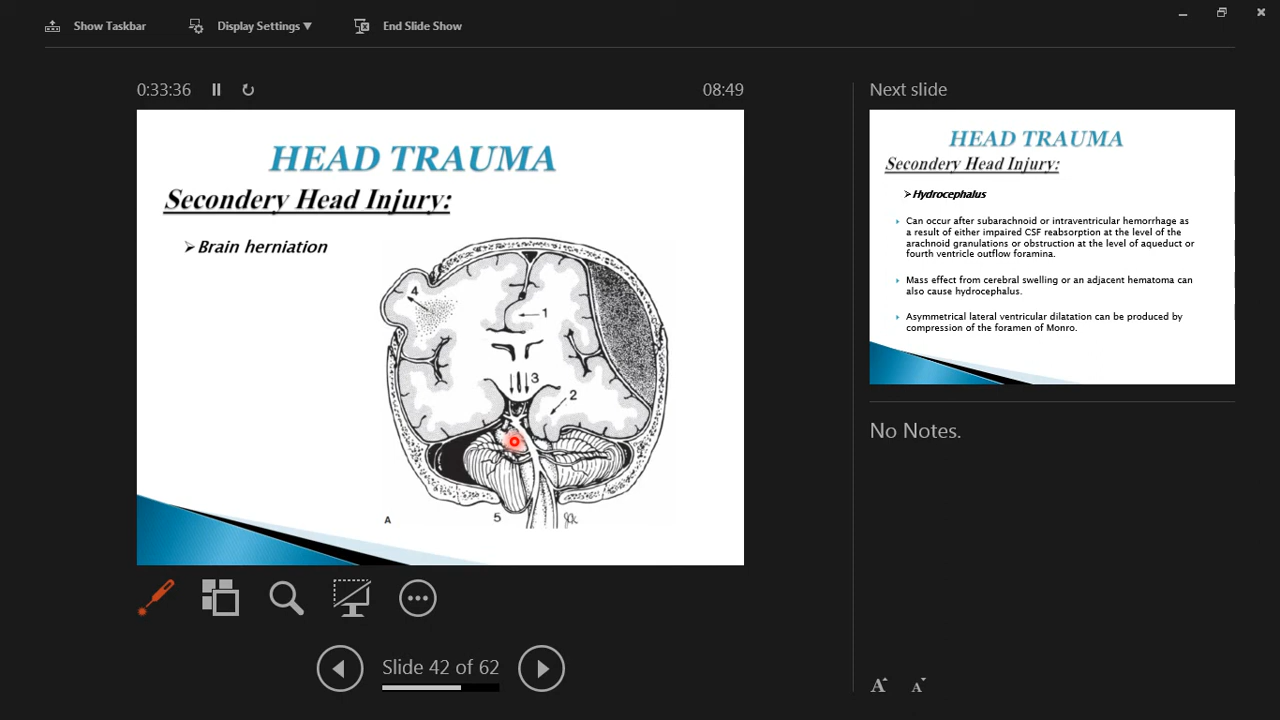 Show Taskbar
Display Settings ▼
End Slide Show
0:33:36
08:49
HEAD TRAUMA
Secondery Head Injury:
➢Brain herniation
4
1
3
2
5
A
Next slide
HEAD TRAUMA
Secondery Head Injury:
➢Hydrocephalus
Can occur after subarachnoid or intraventricular hemorrhage as
a result of either impaired CSF reabsorption at the level of the
arachnoid granulations or obstruction at the level of aqueduct or
fourth ventricle outflow foramina.
Mass effect from cerebral swelling or an adjacent hematoma can
also cause hydrocephalus.
Asymmetrical lateral ventricular dilatation can be produced by
compression of the foramen of Monro.
No Notes.
Slide 42 of 62
A A